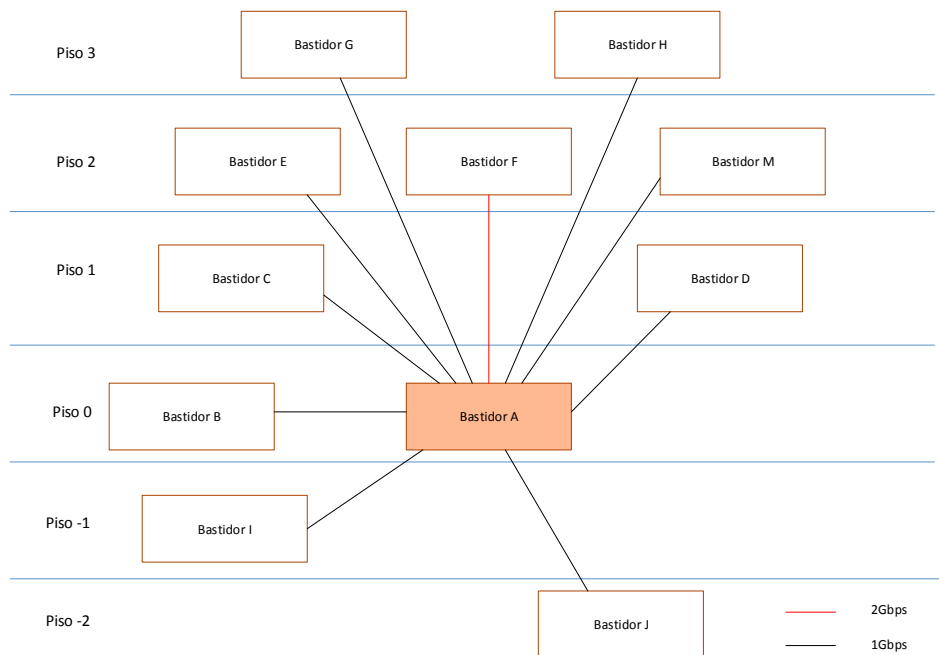 Piso 3
Bastidor G
Bastidor H
Piso 2
Bastidor E
Bastidor F
Bastidor M
Piso 1
Bastidor C
Bastidor D
Piso 0
Bastidor B
Bastidor A
Piso -1
Bastidor I
Piso -2
Bastidor J
2Gbps
1Gbps